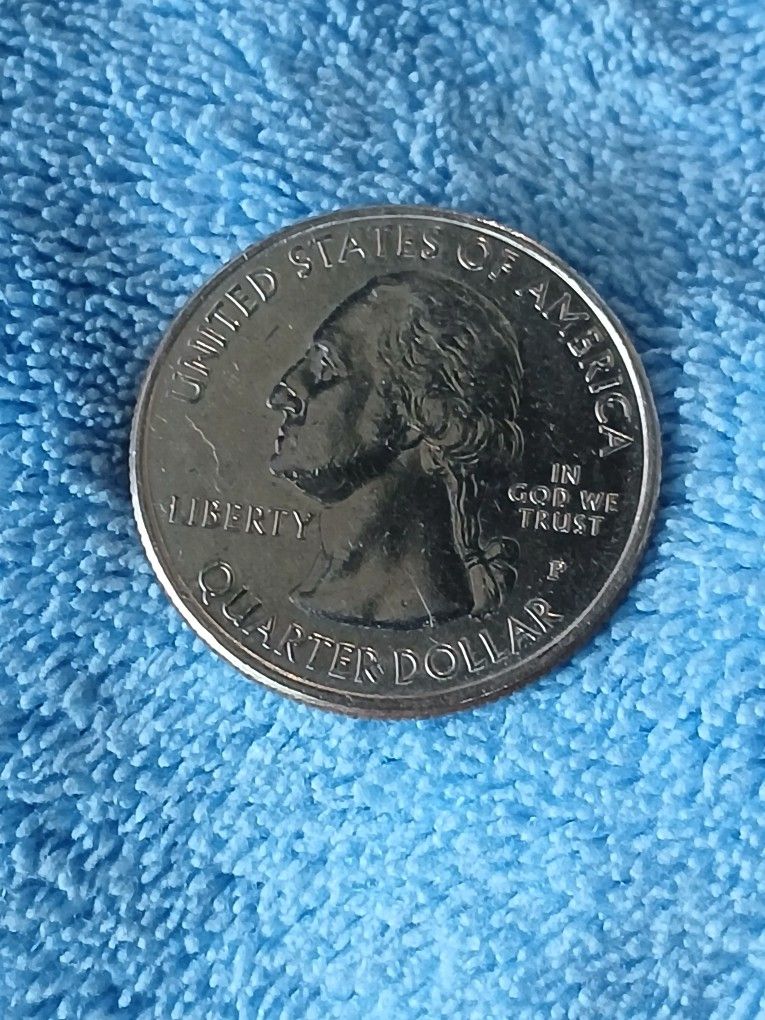 UNITED STATES OF AMERICA
LIBERTY
IN
GOD WE
TRUST
P
QUARTER DOLLAR